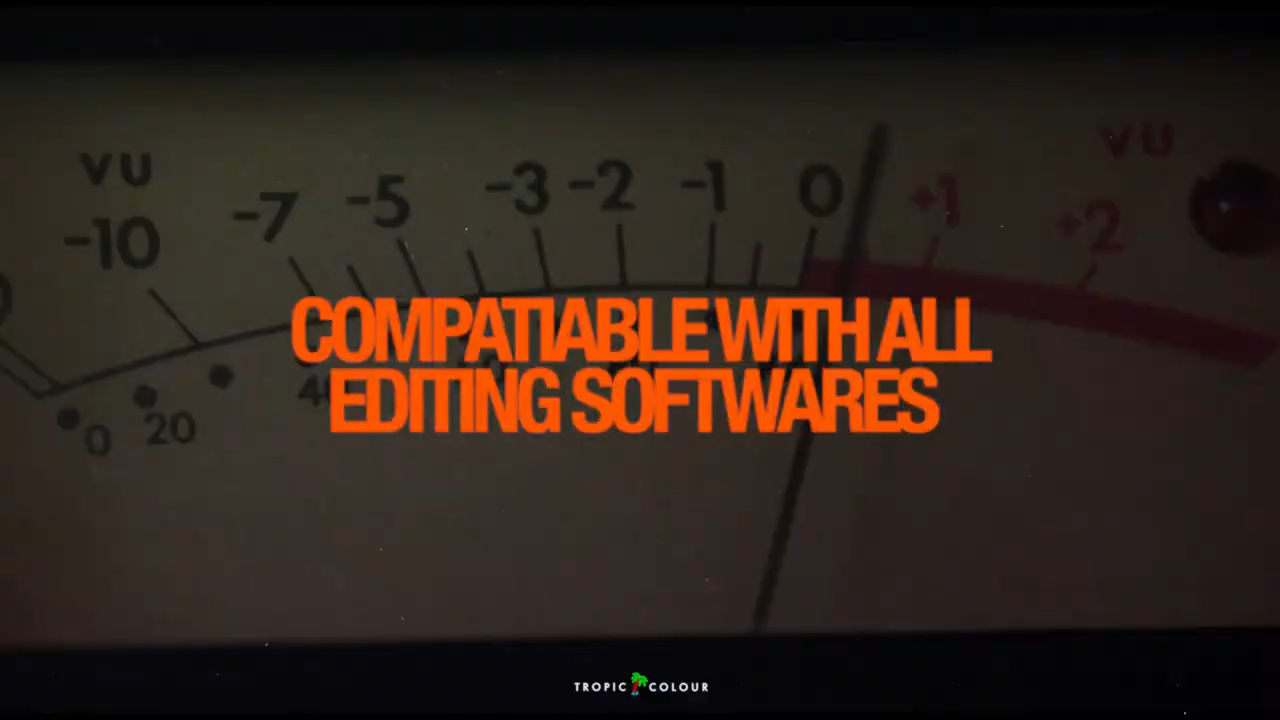 VU
VU
-10
-7
-5
-3
-2
-1
0
+1
+2
COMPATIABLE WITH ALL
EDITING SOFTWARES
0
20
TROPIC COLOUR